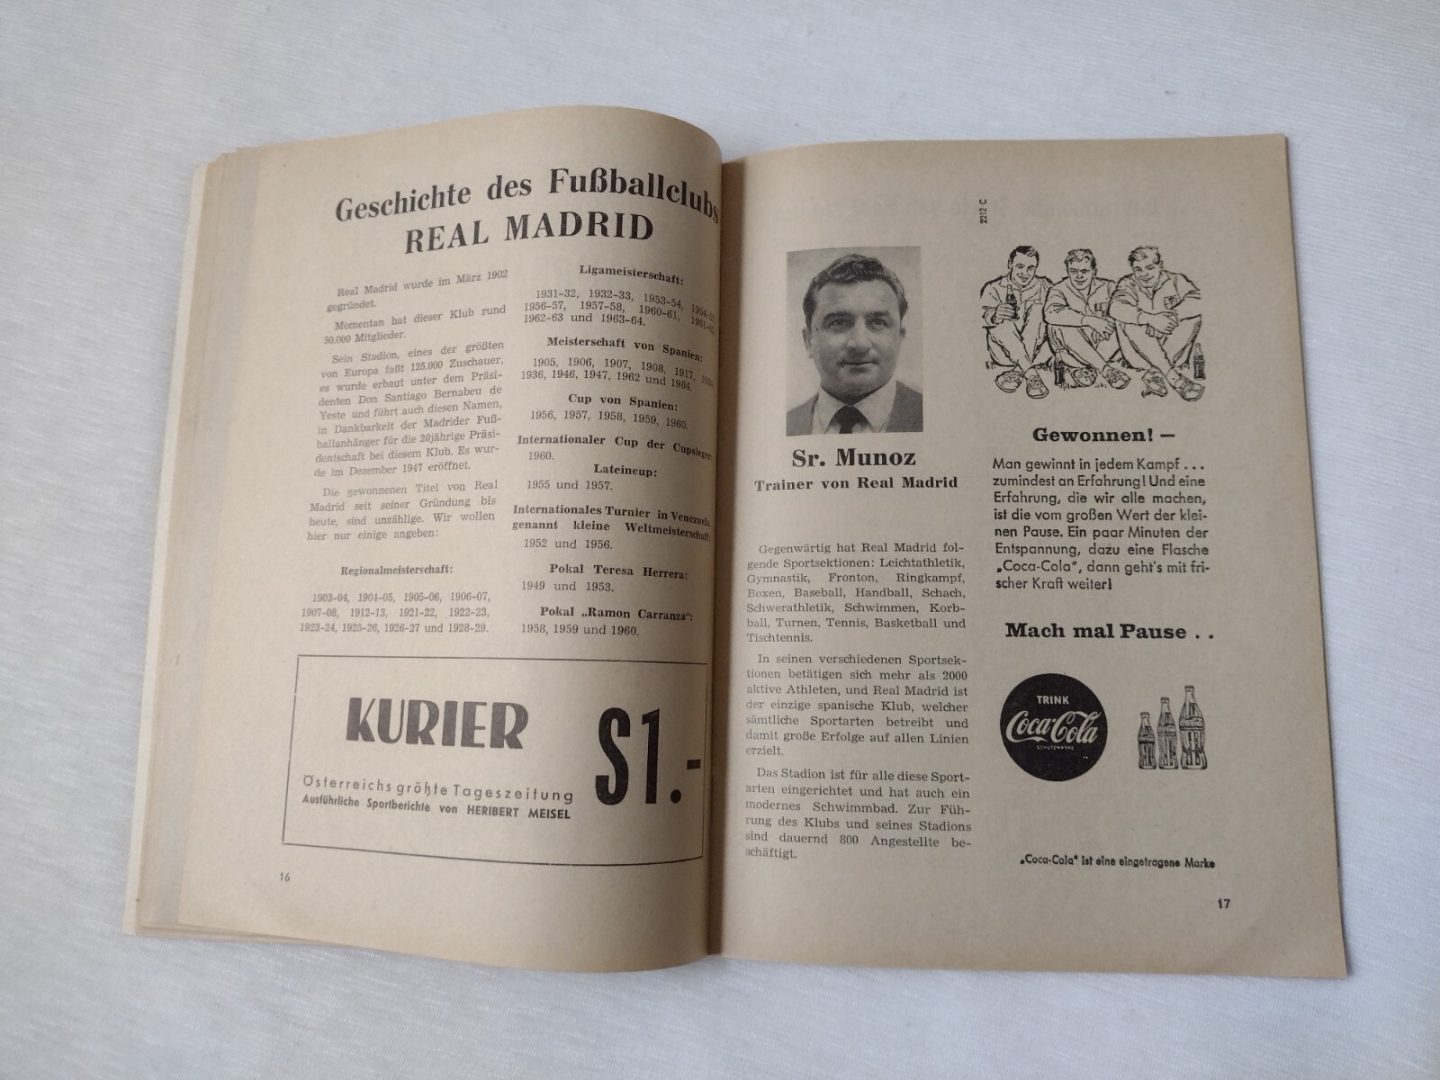 Geschichte des Fußballclubs
REAL MADRID
Real Madrid wurde im März 1902
gegründet.
Momentan hat dieser Klub rund
50.000 Mitglieder.
Sein Stadion, eines der größten
von Europa faßt 125.000 Zuschauer,
es wurde erbaut unter dem Präsi-
denten Don Santiago Bernabeu de
Yeste und führt auch diesen Namen,
in Dankbarkeit der Madrider Fuß-
ballanhänger für die 20jährige Präsi-
dentschaft bei diesem Klub. Es wur-
de im Dezember 1947 eröffnet.
Die gewonnenen Titel von Real
Madrid seit seiner Gründung bis
heute, sind unzählige. Wir wollen
hier nur einige angeben:
Regionalmeisterschaft:
1903-04, 1904-05, 1905-06, 1906-07,
1907-08, 1912-13, 1921-22, 1922-23,
1923-24, 1925-26, 1926-27 und 1928-29.
Ligameisterschaft:
1931-32, 1932-33, 1953-54,
1956-57, 1957-58, 1960-61,
1962-63 und 1963-64.
Meisterschaft von Spanien:
1905, 1906, 1907, 1908, 1917,
1936, 1946, 1947, 1962 und 1964.
Cup von Spanien:
1956, 1957, 1958, 1959, 1960.
Internationaler Cup der Cupsieger:
1960.
Lateincup:
1955 und 1957.
Internationales Turnier in Venezuela,
genannt kleine Weltmeisterschaft:
1952 und 1956.
Pokal Teresa Herrera:
1949 und 1953.
Pokal „Ramon Carranza":
1958, 1959 und 1960.
KURIER
S1.-
Österreichs größte Tageszeitung
Ausführliche Sportberichte von HERIBERT MEISEL
16
Sr. Munoz
Trainer von Real Madrid
Gegenwärtig hat Real Madrid fol-
gende Sportsektionen: Leichtathletik,
Gymnastik, Fronton, Ringkampf,
Boxen, Baseball, Handball, Schach,
Schwerathletik, Schwimmen, Korb-
ball, Turnen, Tennis, Basketball und
Tischtennis.
In seinen verschiedenen Sportsek-
tionen betätigen sich mehr als 2000
aktive Athleten, und Real Madrid ist
der einzige spanische Klub, welcher
sämtliche Sportarten betreibt und
damit große Erfolge auf allen Linien
erzielt.
Das Stadion ist für alle diese Sport-
arten eingerichtet und hat auch ein
modernes Schwimmbad. Zur Füh-
rung des Klubs und seines Stadions
sind dauernd 800 Angestellte be-
schäftigt.
2212 C
Gewonnen! –
Man gewinnt in jedem Kampf . . .
zumindest an Erfahrung! Und eine
Erfahrung, die wir alle machen,
ist die vom großen Wert der klei-
nen Pause. Ein paar Minuten der
Entspannung, dazu eine Flasche
„Coca-Cola", dann geht's mit fri-
scher Kraft weiter!
Mach mal Pause . .
TRINK
Coca-Cola
SCHUTZMARKE
„Coca-Cola" ist eine eingetragene Marke
17